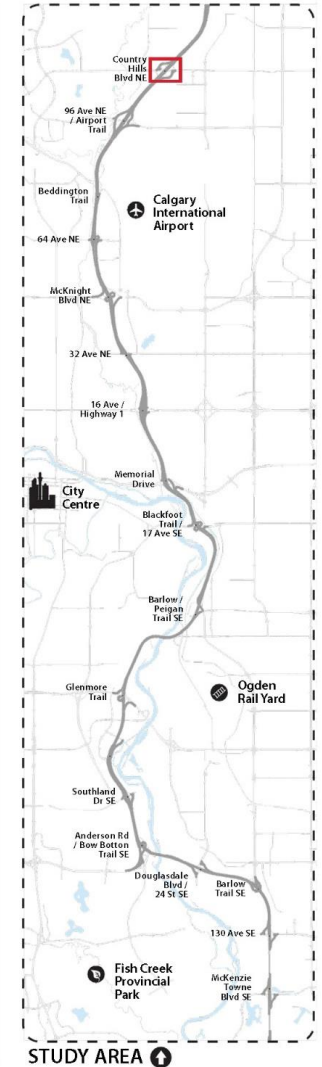 Country
Hills
Blvd NE
96 Ave NE
/ Airport
Trail
Beddington
Trail
Calgary
International
Airport
64 Ave NE
McKnight
Blvd NE
32 Ave NE
16 Ave /
Highway 1
Memorial
Drive
City
Centre
Blackfoot
Trail /
17 Ave SE
Barlow /
Peigan
Trail SE
Glenmore
Trail
Ogden
Rail Yard
Southland
Dr SE
Anderson Rd
/ Bow Botton
Trail SE
Douglasdale
Blvd /
24 St SE
Barlow
Trail SE
130 Ave SE
Fish Creek
Provincial
Park
McKenzie
Towne
Blvd SE
STUDY AREA